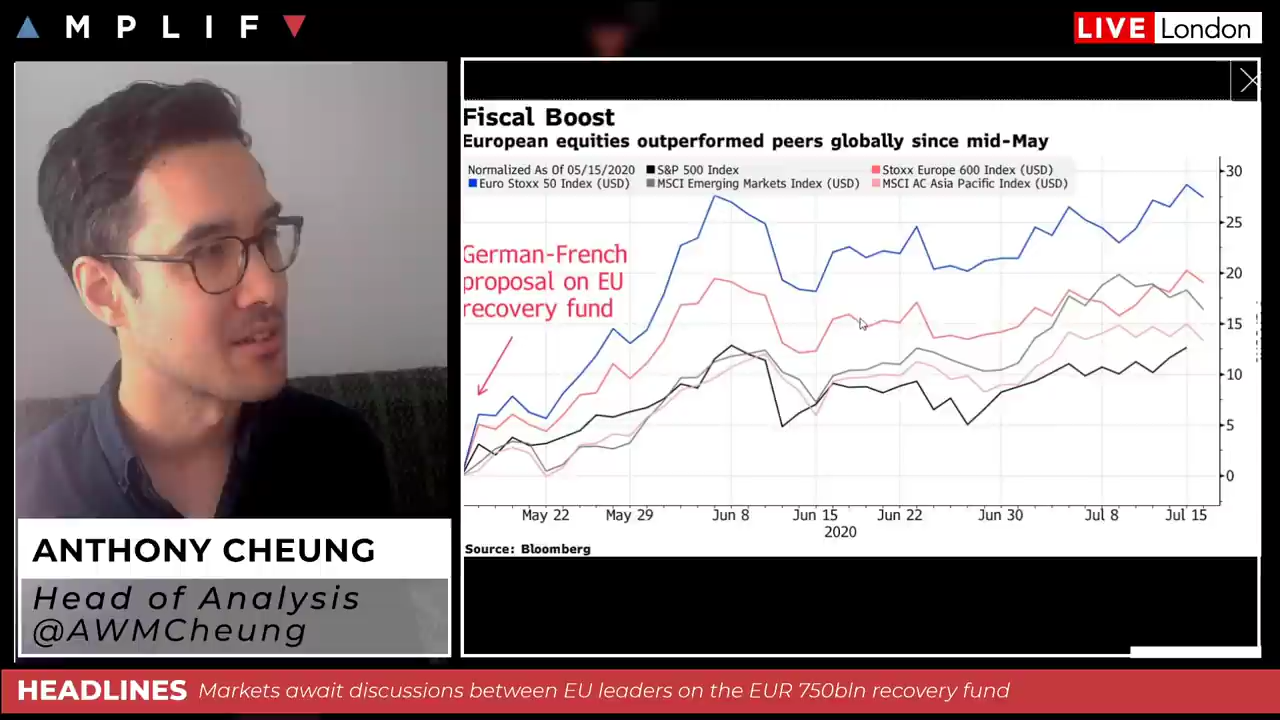 ▲ M P L I F ▼
LIVE London
Fiscal Boost
European equities outperformed peers globally since mid-May
Normalized As Of 05/15/2020 S&P 500 Index Stoxx Europe 600 Index (USD)
Euro Stoxx 50 Index (USD) MSCI Emerging Markets Index (USD) MSCI AC Asia Pacific Index (USD)
German-French
proposal on EU
recovery fund
30
25
20
15
10
5
0
May 22 May 29 Jun 8 Jun 15 Jun 22 Jun 30 Jul 8 Jul 15
2020
Source: Bloomberg
ANTHONY CHEUNG
Head of Analysis
@AWMCheung
HEADLINES Markets await discussions between EU leaders on the EUR 750bln recovery fund